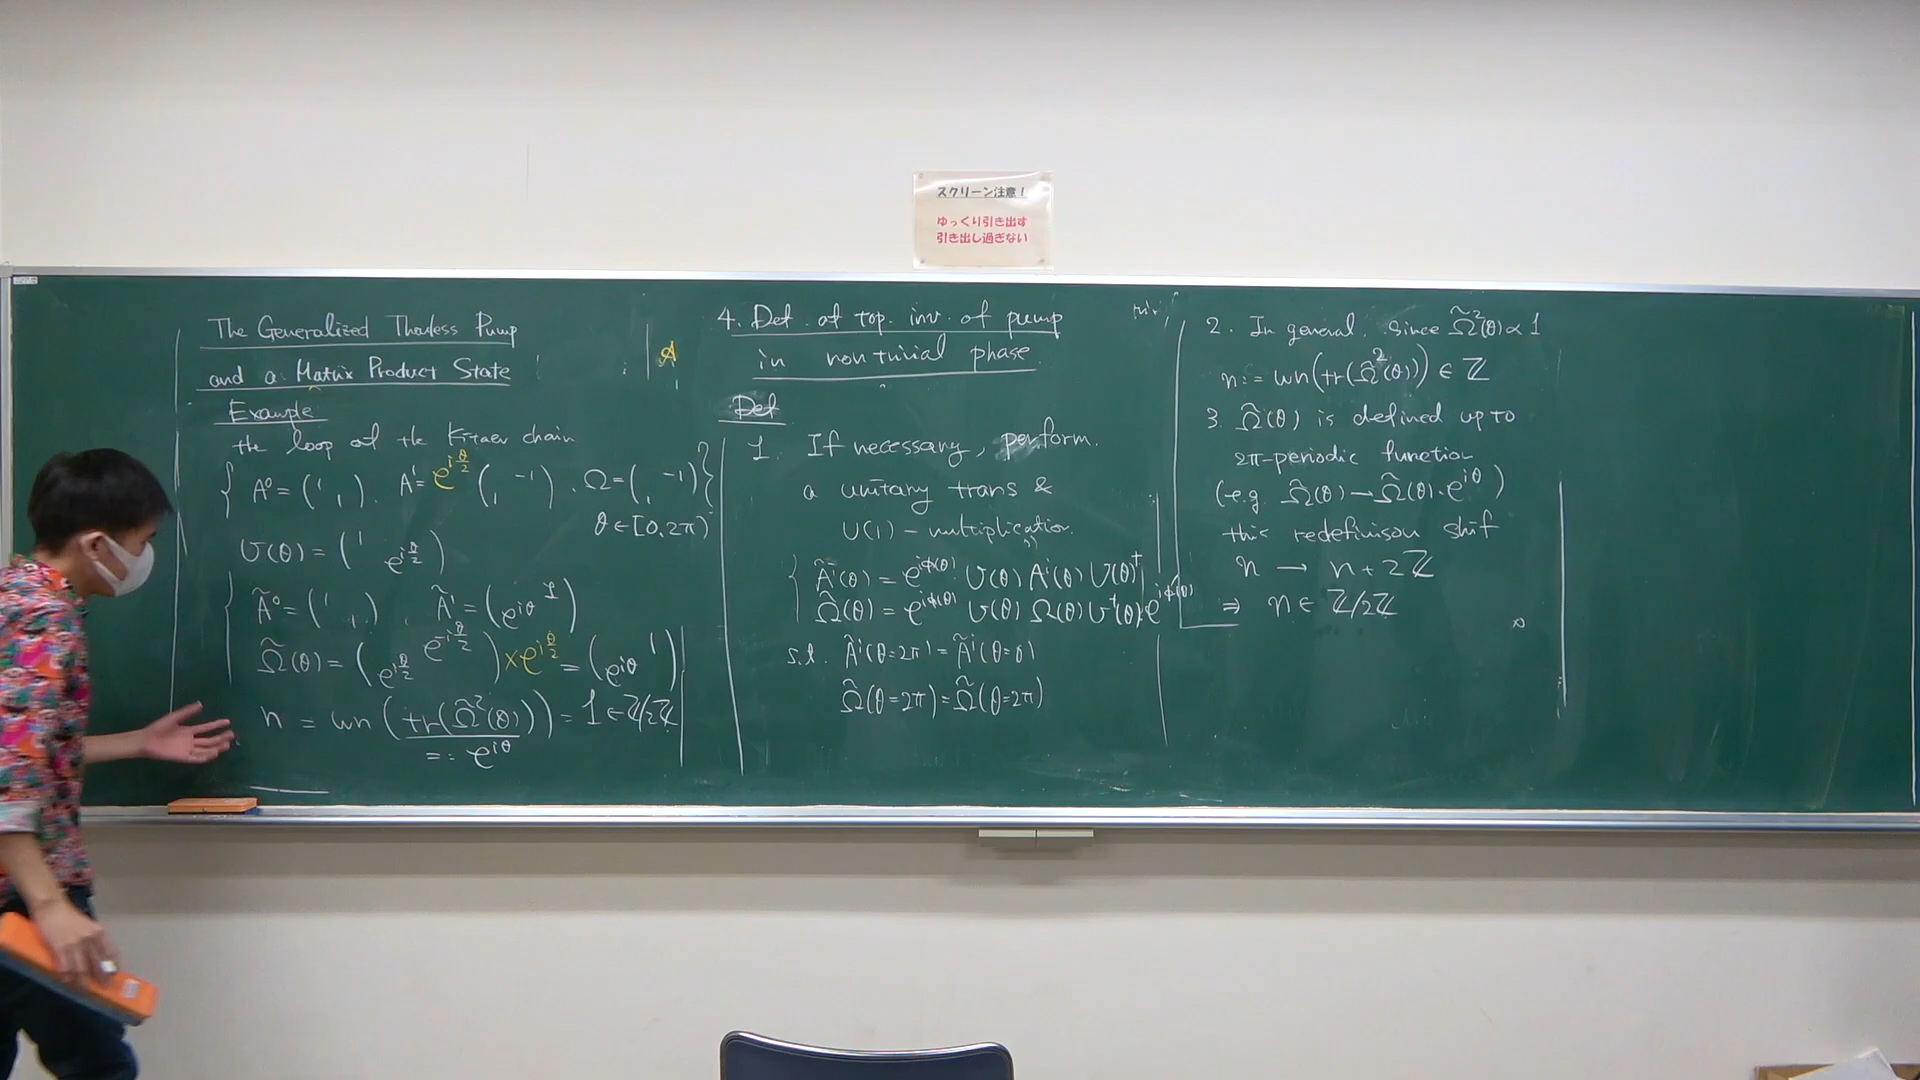 スクリーン注意!
ゆっくり引き出す
引き出し過ぎない
The Generalized Thouless Pump
and a Matrix Product State
Example
the loop of the Kitaev chain
{ A⁰ = (¹ ₁), A¹ = e^{iθ/2} (₁ ⁻¹), Ω = (₁ ⁻¹) }
θ ∈ [0, 2π)
U(θ) = (¹ e^{iθ/2})
Ã⁰ = (¹ ₁), Ã¹ = (e^{iθ} ¹)
Ω̃(θ) = (e^{iθ/2} e^{-iθ/2}) × e^{iθ/2} = (e^{iθ} ¹)
n = wn (tr(Ω̃²(θ))) = 1 ∈ ℤ/2ℤ
=: e^{iθ}
A
4. Def. of top. inv. of pump
in nontrivial phase
Def
1. If necessary, perform
a unitary trans &
U(1) - multiplication
Ã^i(θ) = e^{iϕ(θ)} U(θ) A^i(θ) U(θ)†
Ω̃(θ) = e^{iϕ(θ)} U(θ) Ω(θ) U†(θ) e^{iϕ(θ)}
s.t. Ã^i(θ=2π) = Ã^i(θ=0)
Ω̃(θ=2π) = Ω̃(θ=2π)
2. In general, since Ω̃²(θ) ∝ 1
n := wn(tr(Ω̃²(θ))) ∈ ℤ
3. Ω̃(θ) is defined up to
2π-periodic function
(e.g. Ω̃(θ) → Ω̃(θ)·e^{iθ})
this redefinison shif
n → n + 2ℤ
⇒ n ∈ ℤ/2ℤ